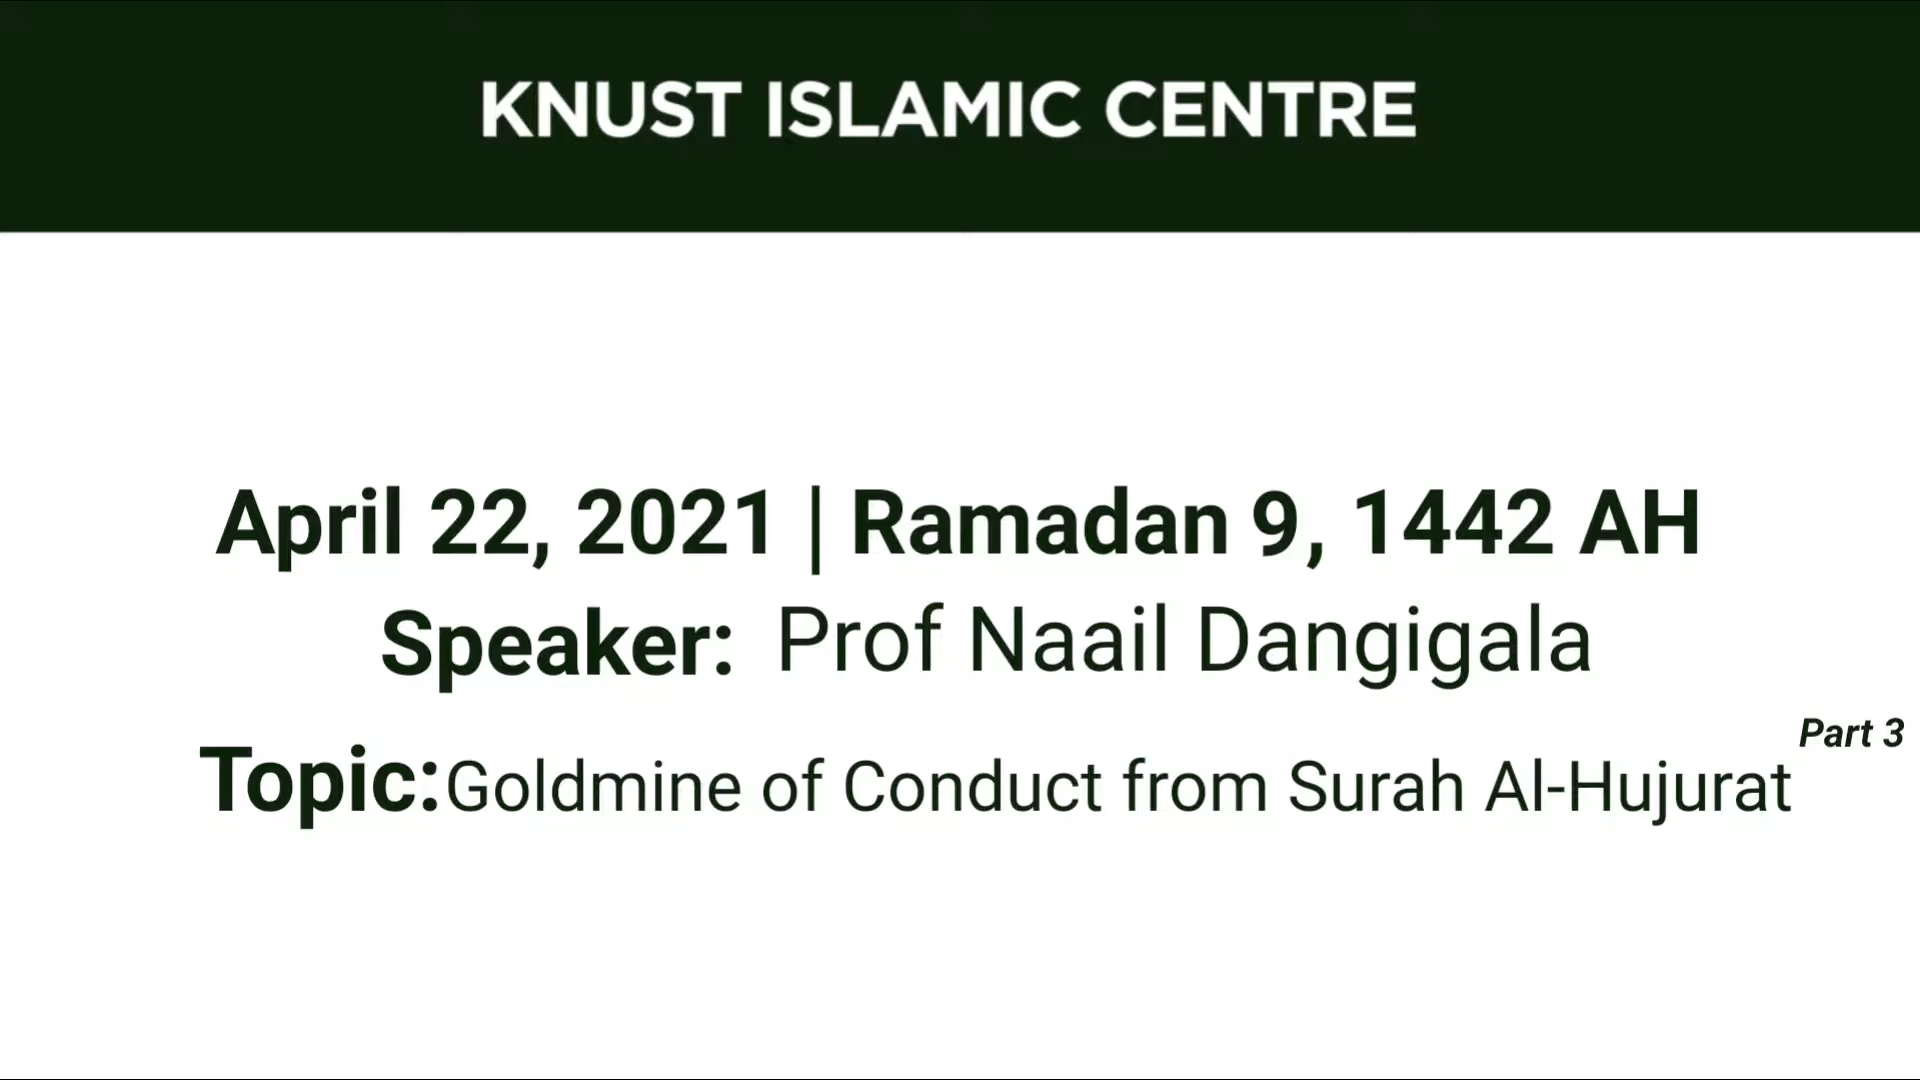 KNUST ISLAMIC CENTRE
April 22, 2021 | Ramadan 9, 1442 AH
Speaker: Prof Naail Dangigala
Part 3
Topic:Goldmine of Conduct from Surah Al-Hujurat